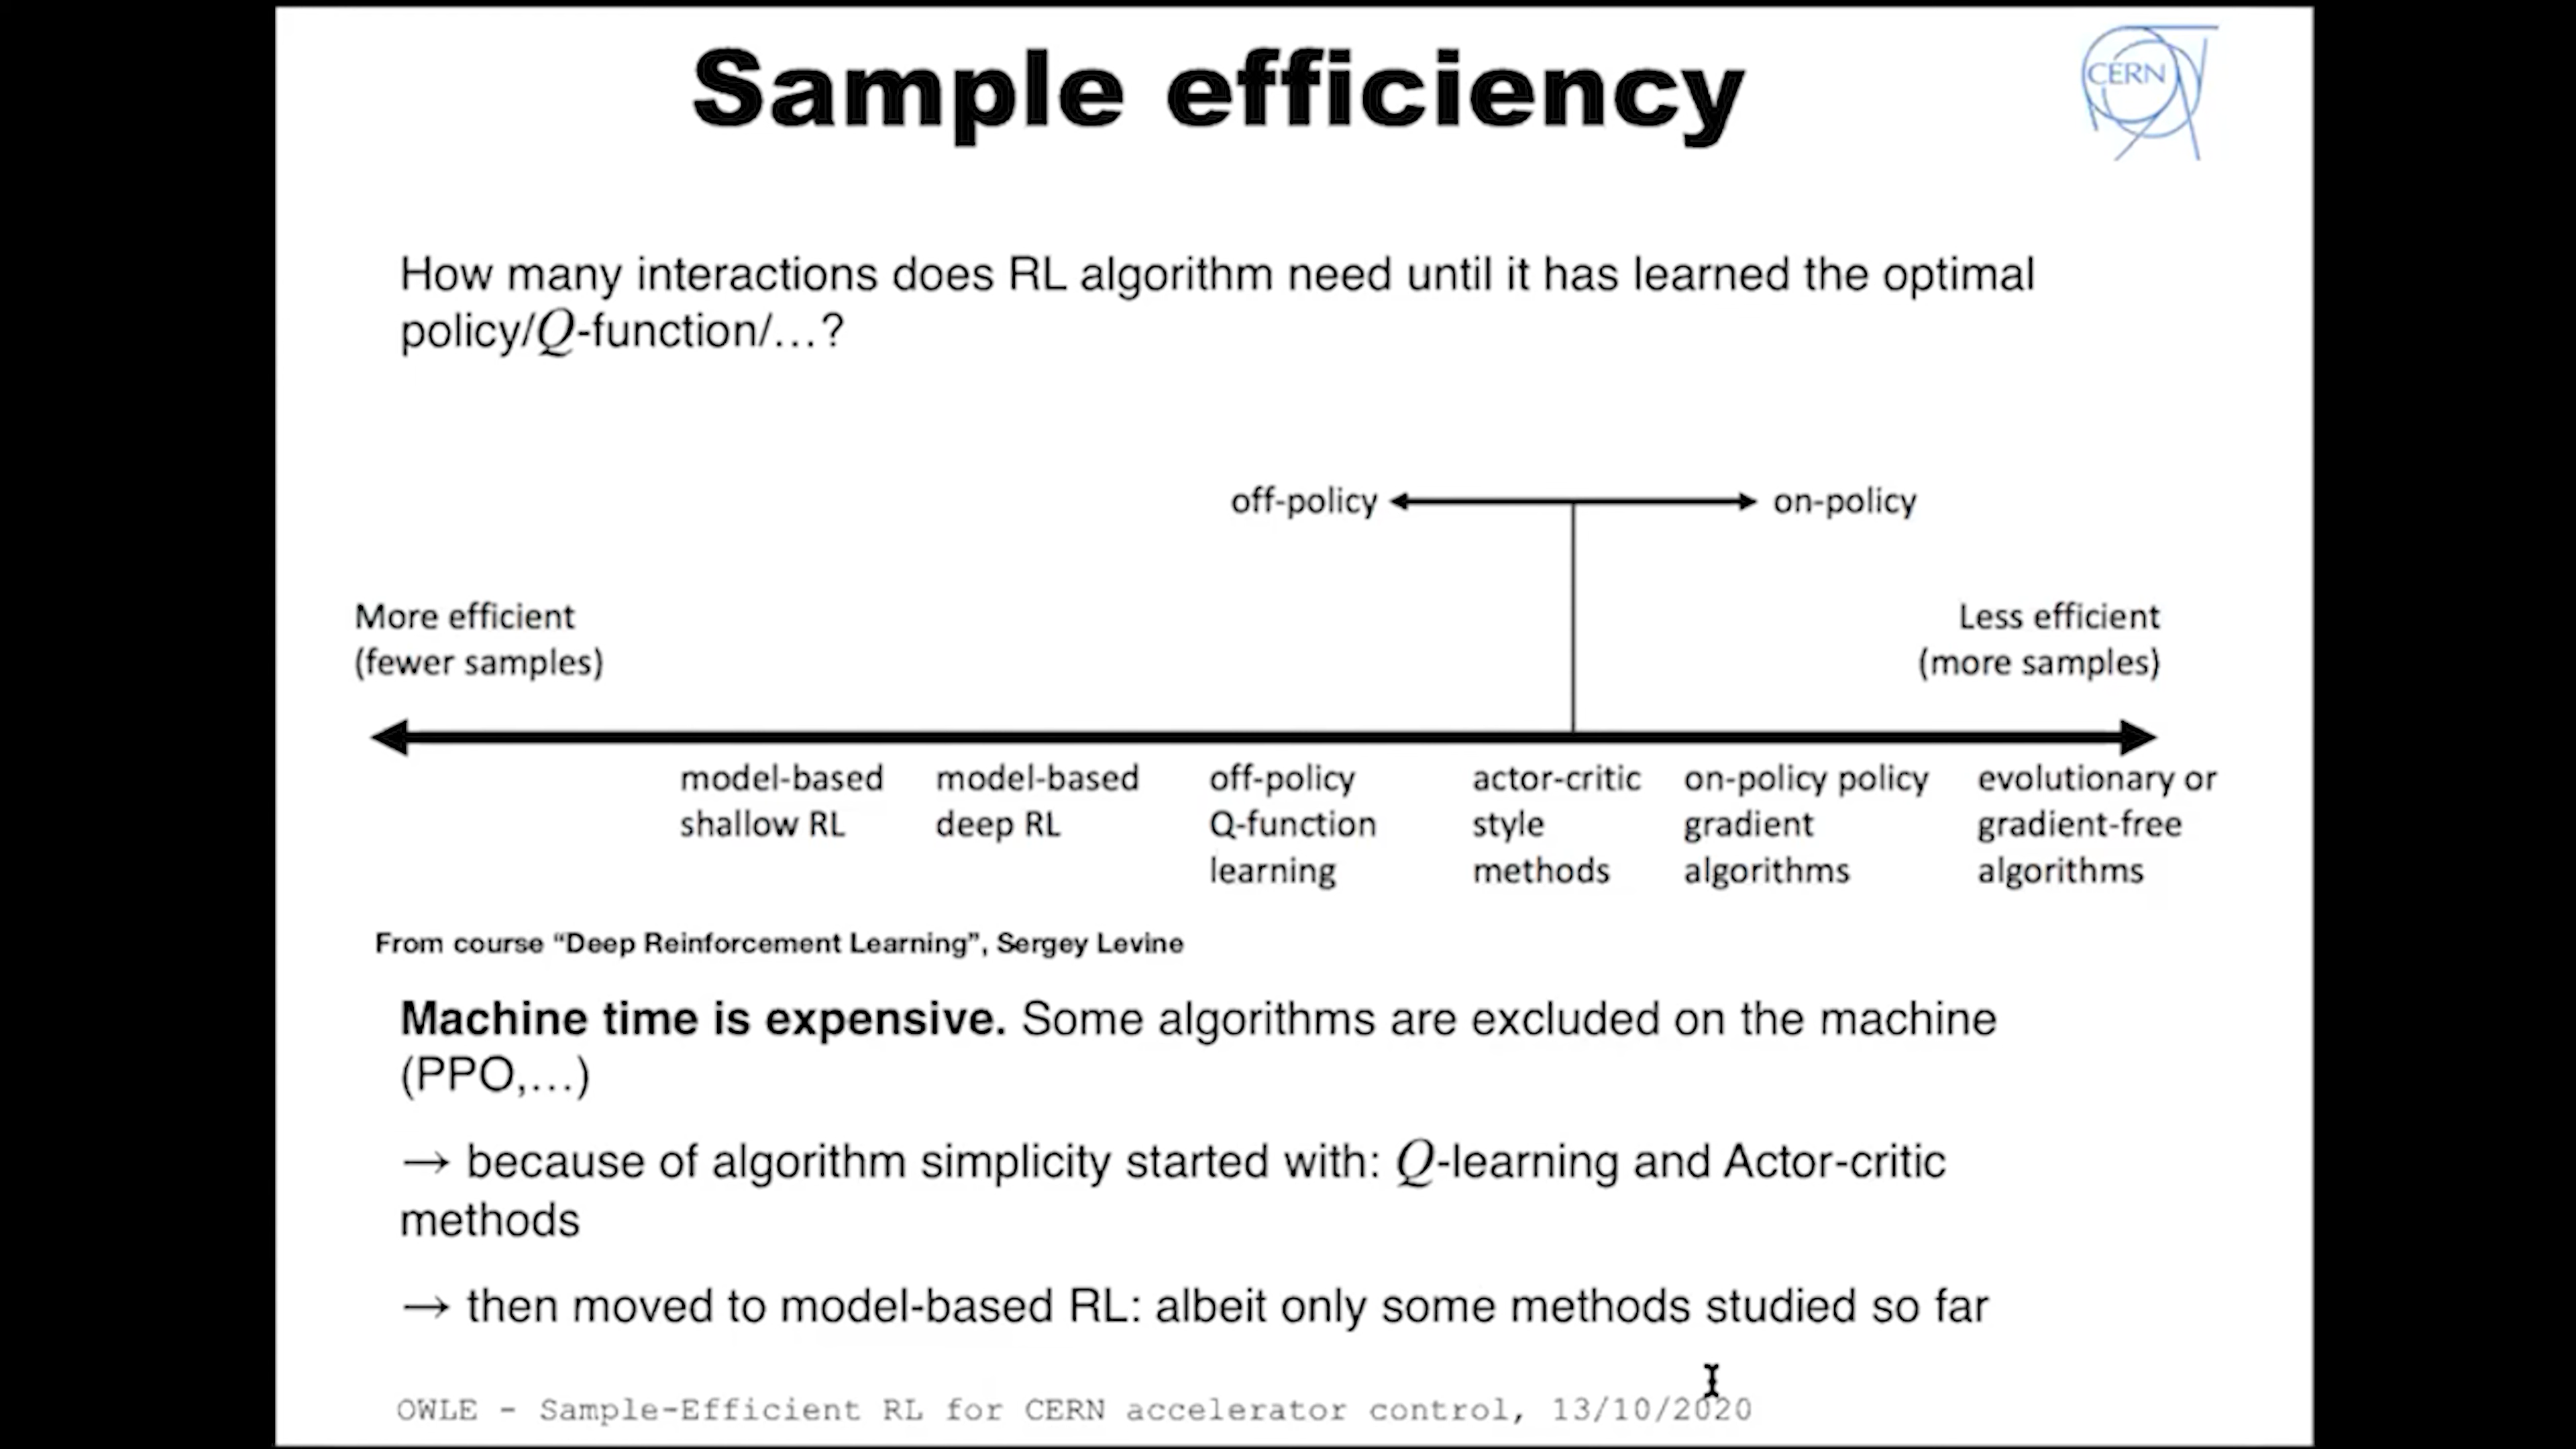 Sample efficiency
CERN
How many interactions does RL algorithm need until it has learned the optimal
policy/Q-function/…?
off-policy
on-policy
More efficient
(fewer samples)
Less efficient
(more samples)
model-based
shallow RL
model-based
deep RL
off-policy
Q-function
learning
actor-critic
style
methods
on-policy policy
gradient
algorithms
evolutionary or
gradient-free
algorithms
From course “Deep Reinforcement Learning”, Sergey Levine
Machine time is expensive. Some algorithms are excluded on the machine
(PPO,…)
→ because of algorithm simplicity started with: Q-learning and Actor-critic
methods
→ then moved to model-based RL: albeit only some methods studied so far
OWLE - Sample-Efficient RL for CERN accelerator control, 13/10/2020